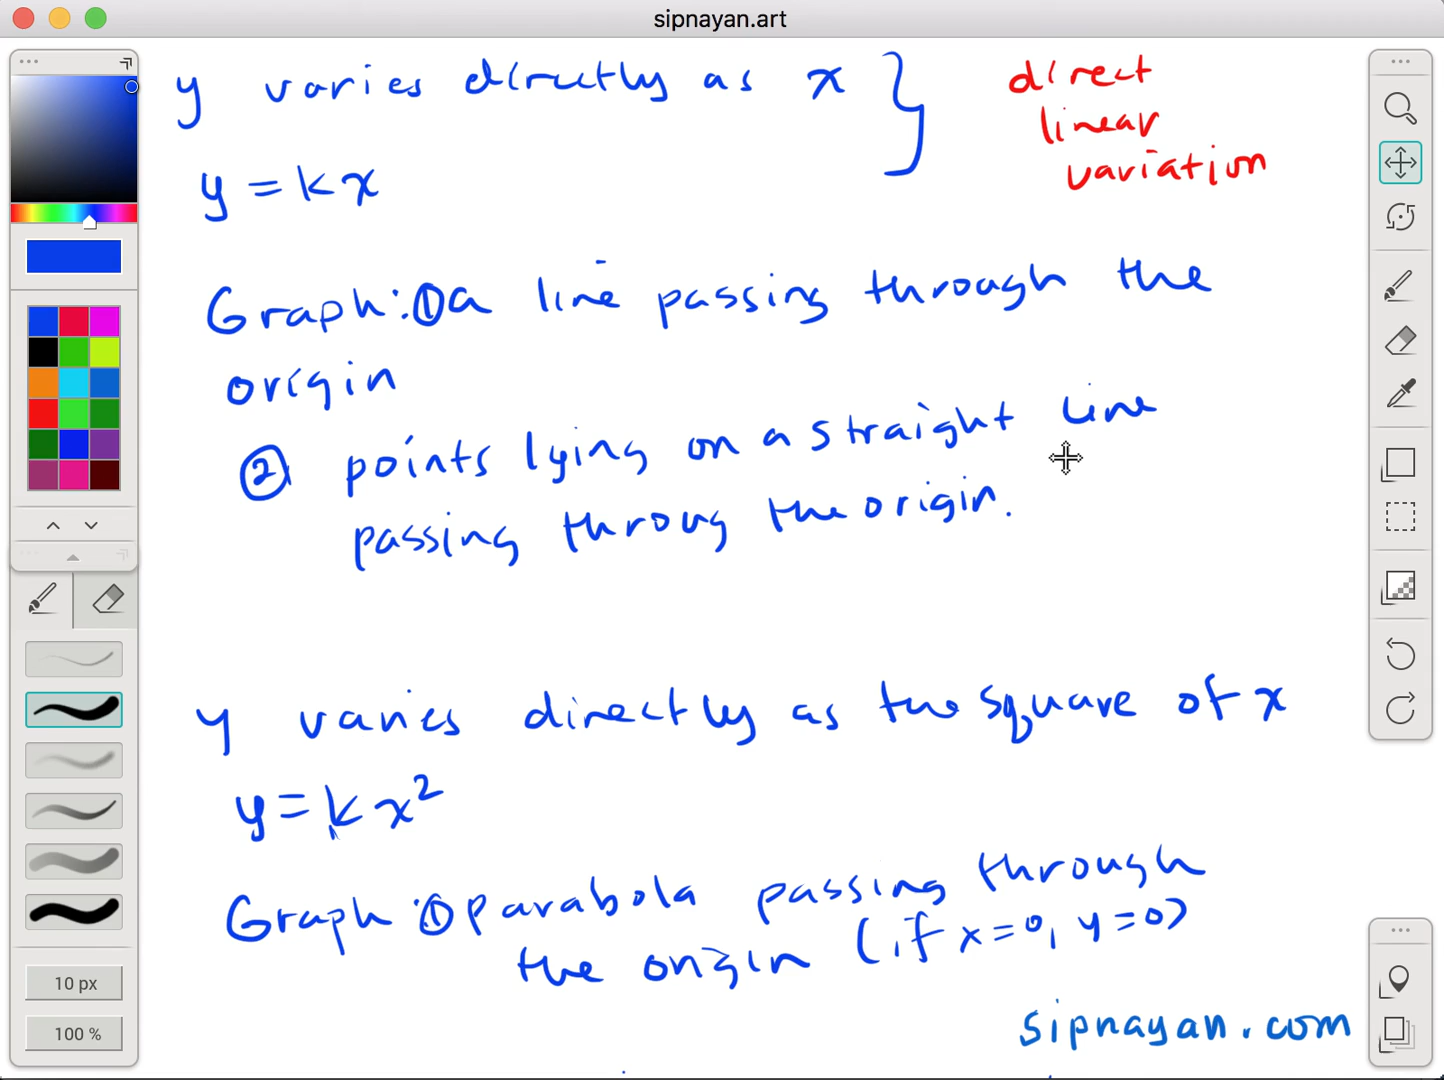 sipnayan.art
y varies directly as x
direct
linear
variation
y = kx
Graph: ① a line passing through the
origin
② points lying on a straight line
passing throug the origin.
y varies directly as the square of x
y = kx²
Graph: ① parabola passing through
the origin (if x=0, y=0)
sipnayan.com
10 px
100 %